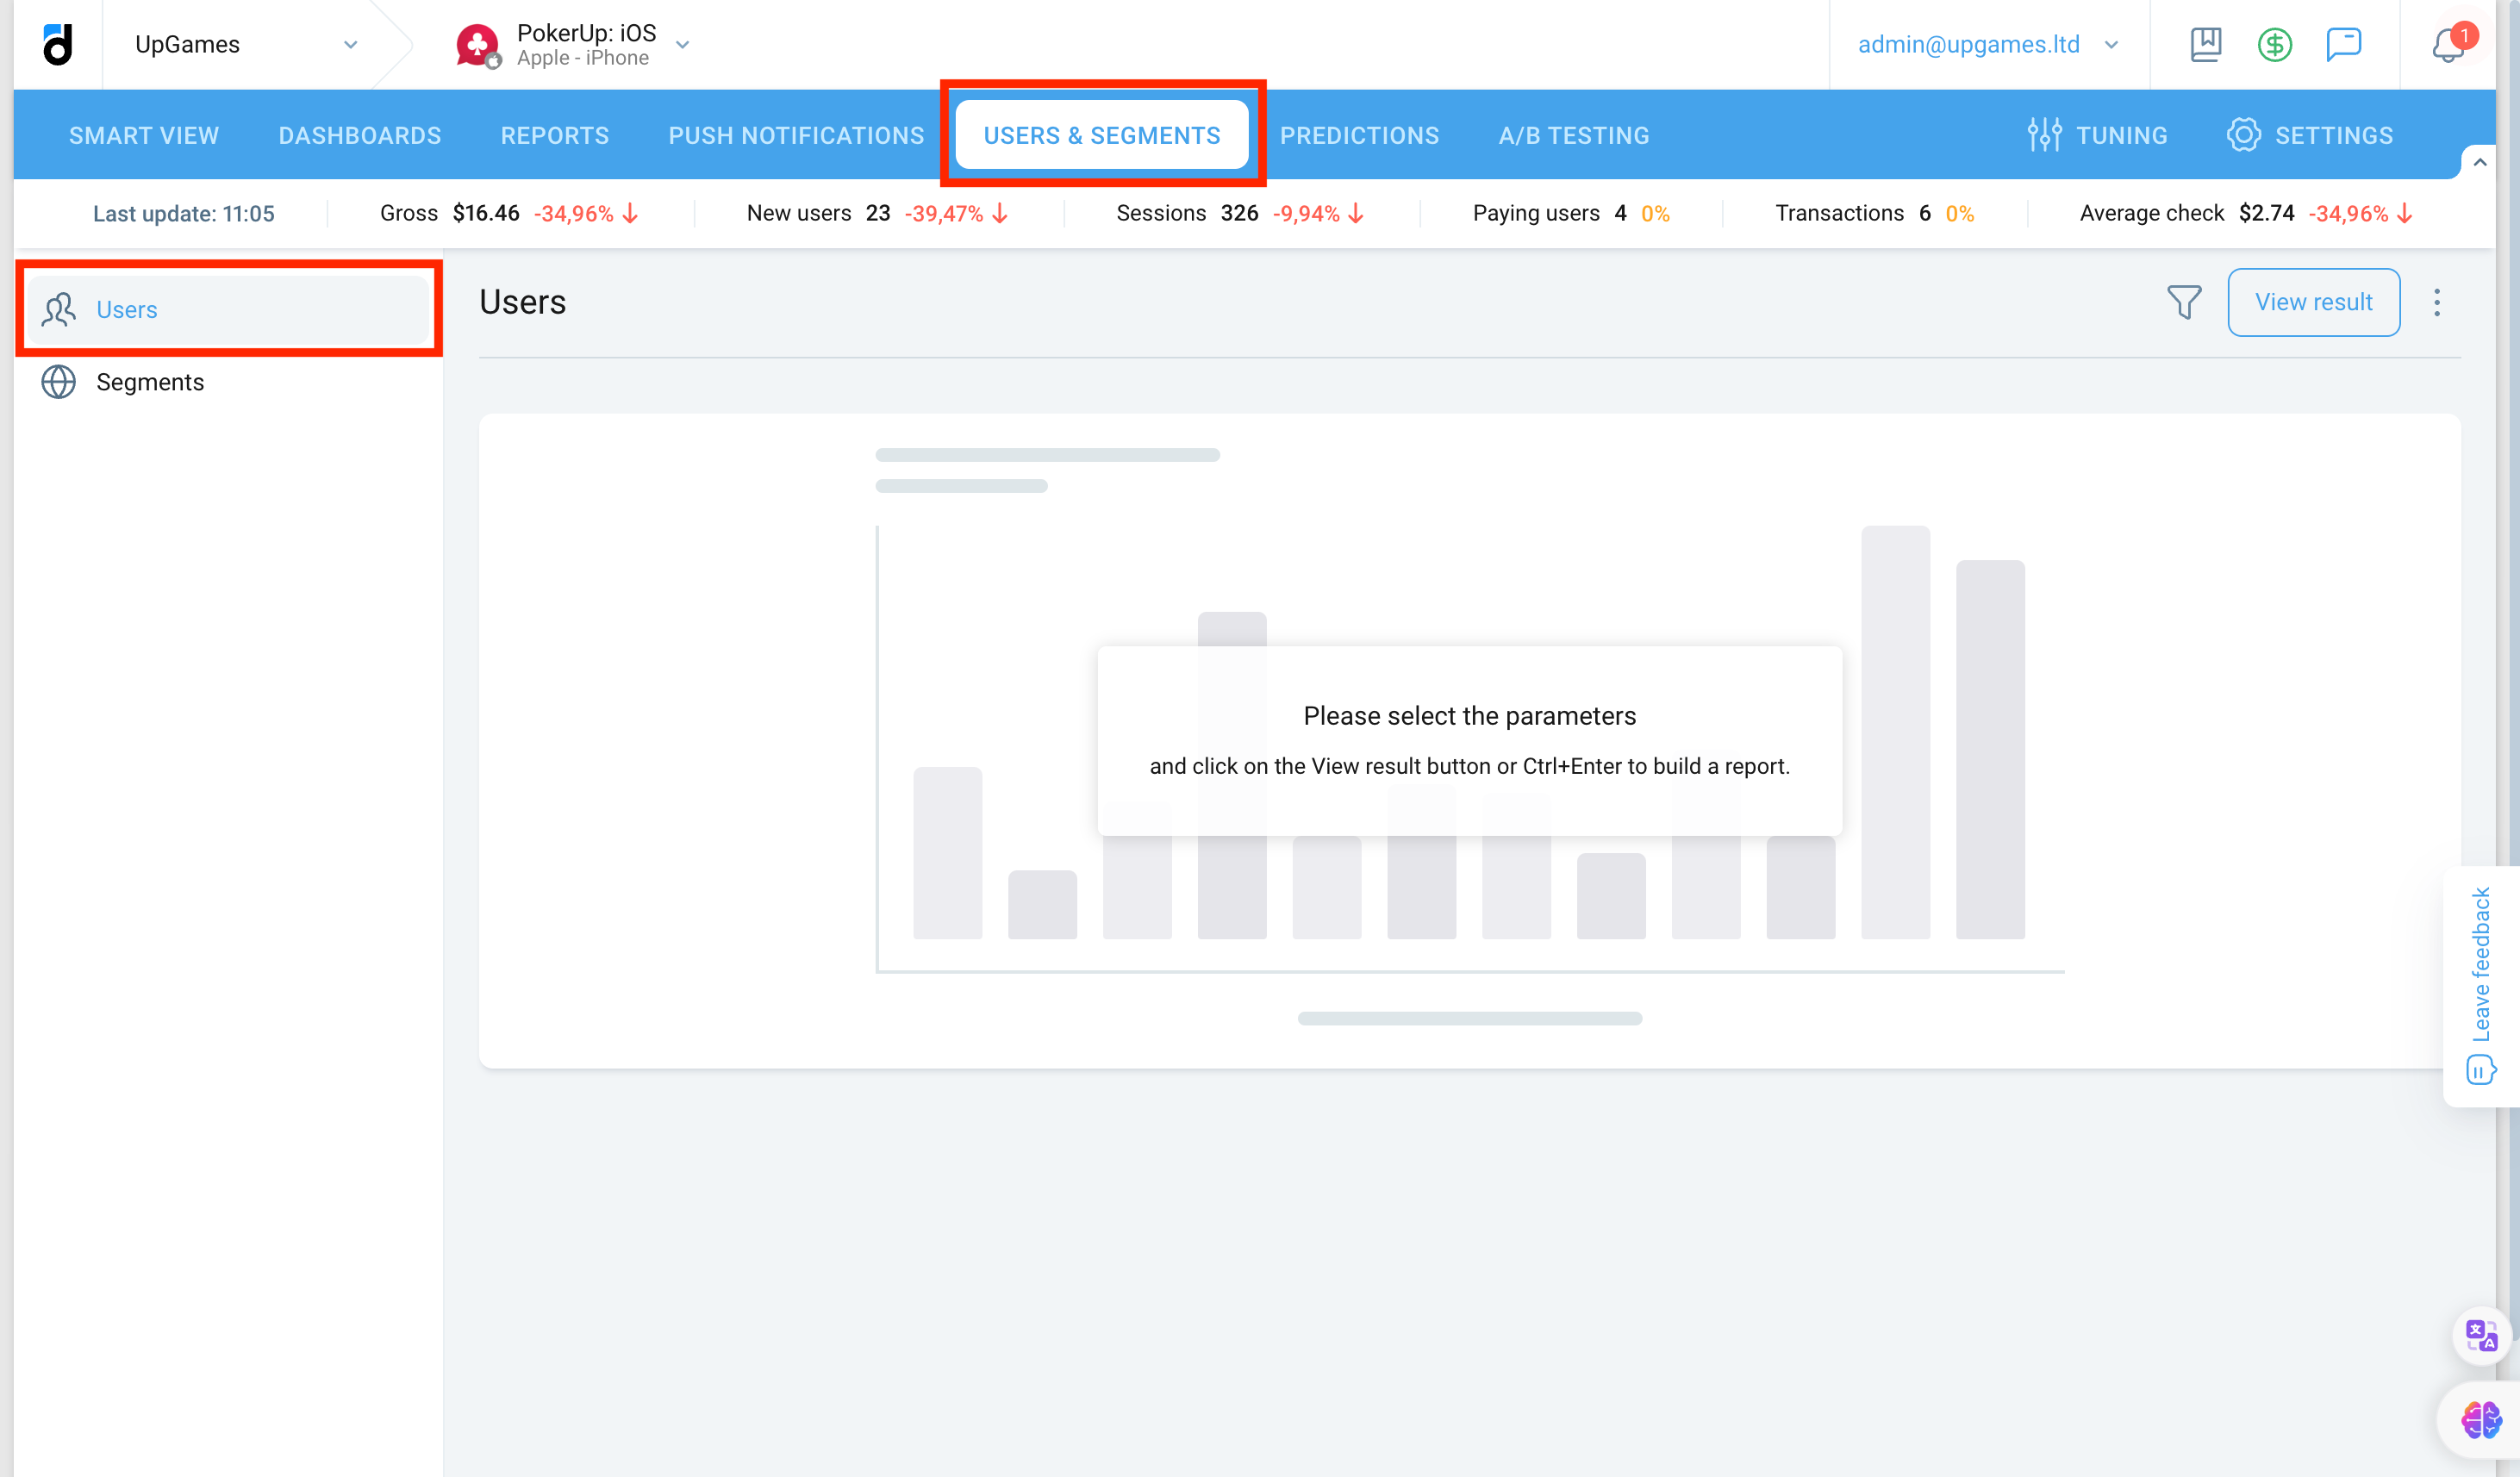 UpGames
PokerUp: iOS
Apple - iPhone
admin@upgames.ltd
1
SMART VIEW DASHBOARDS REPORTS PUSH NOTIFICATIONS USERS & SEGMENTS PREDICTIONS A/B TESTING TUNING SETTINGS
Last update: 11:05 Gross $16.46 -34,96% New users 23 -39,47% Sessions 326 -9,94% Paying users 4 0% Transactions 6 0% Average check $2.74 -34,96%
Users
Segments
Users
View result
Please select the parameters
and click on the View result button or Ctrl+Enter to build a report.
Leave feedback